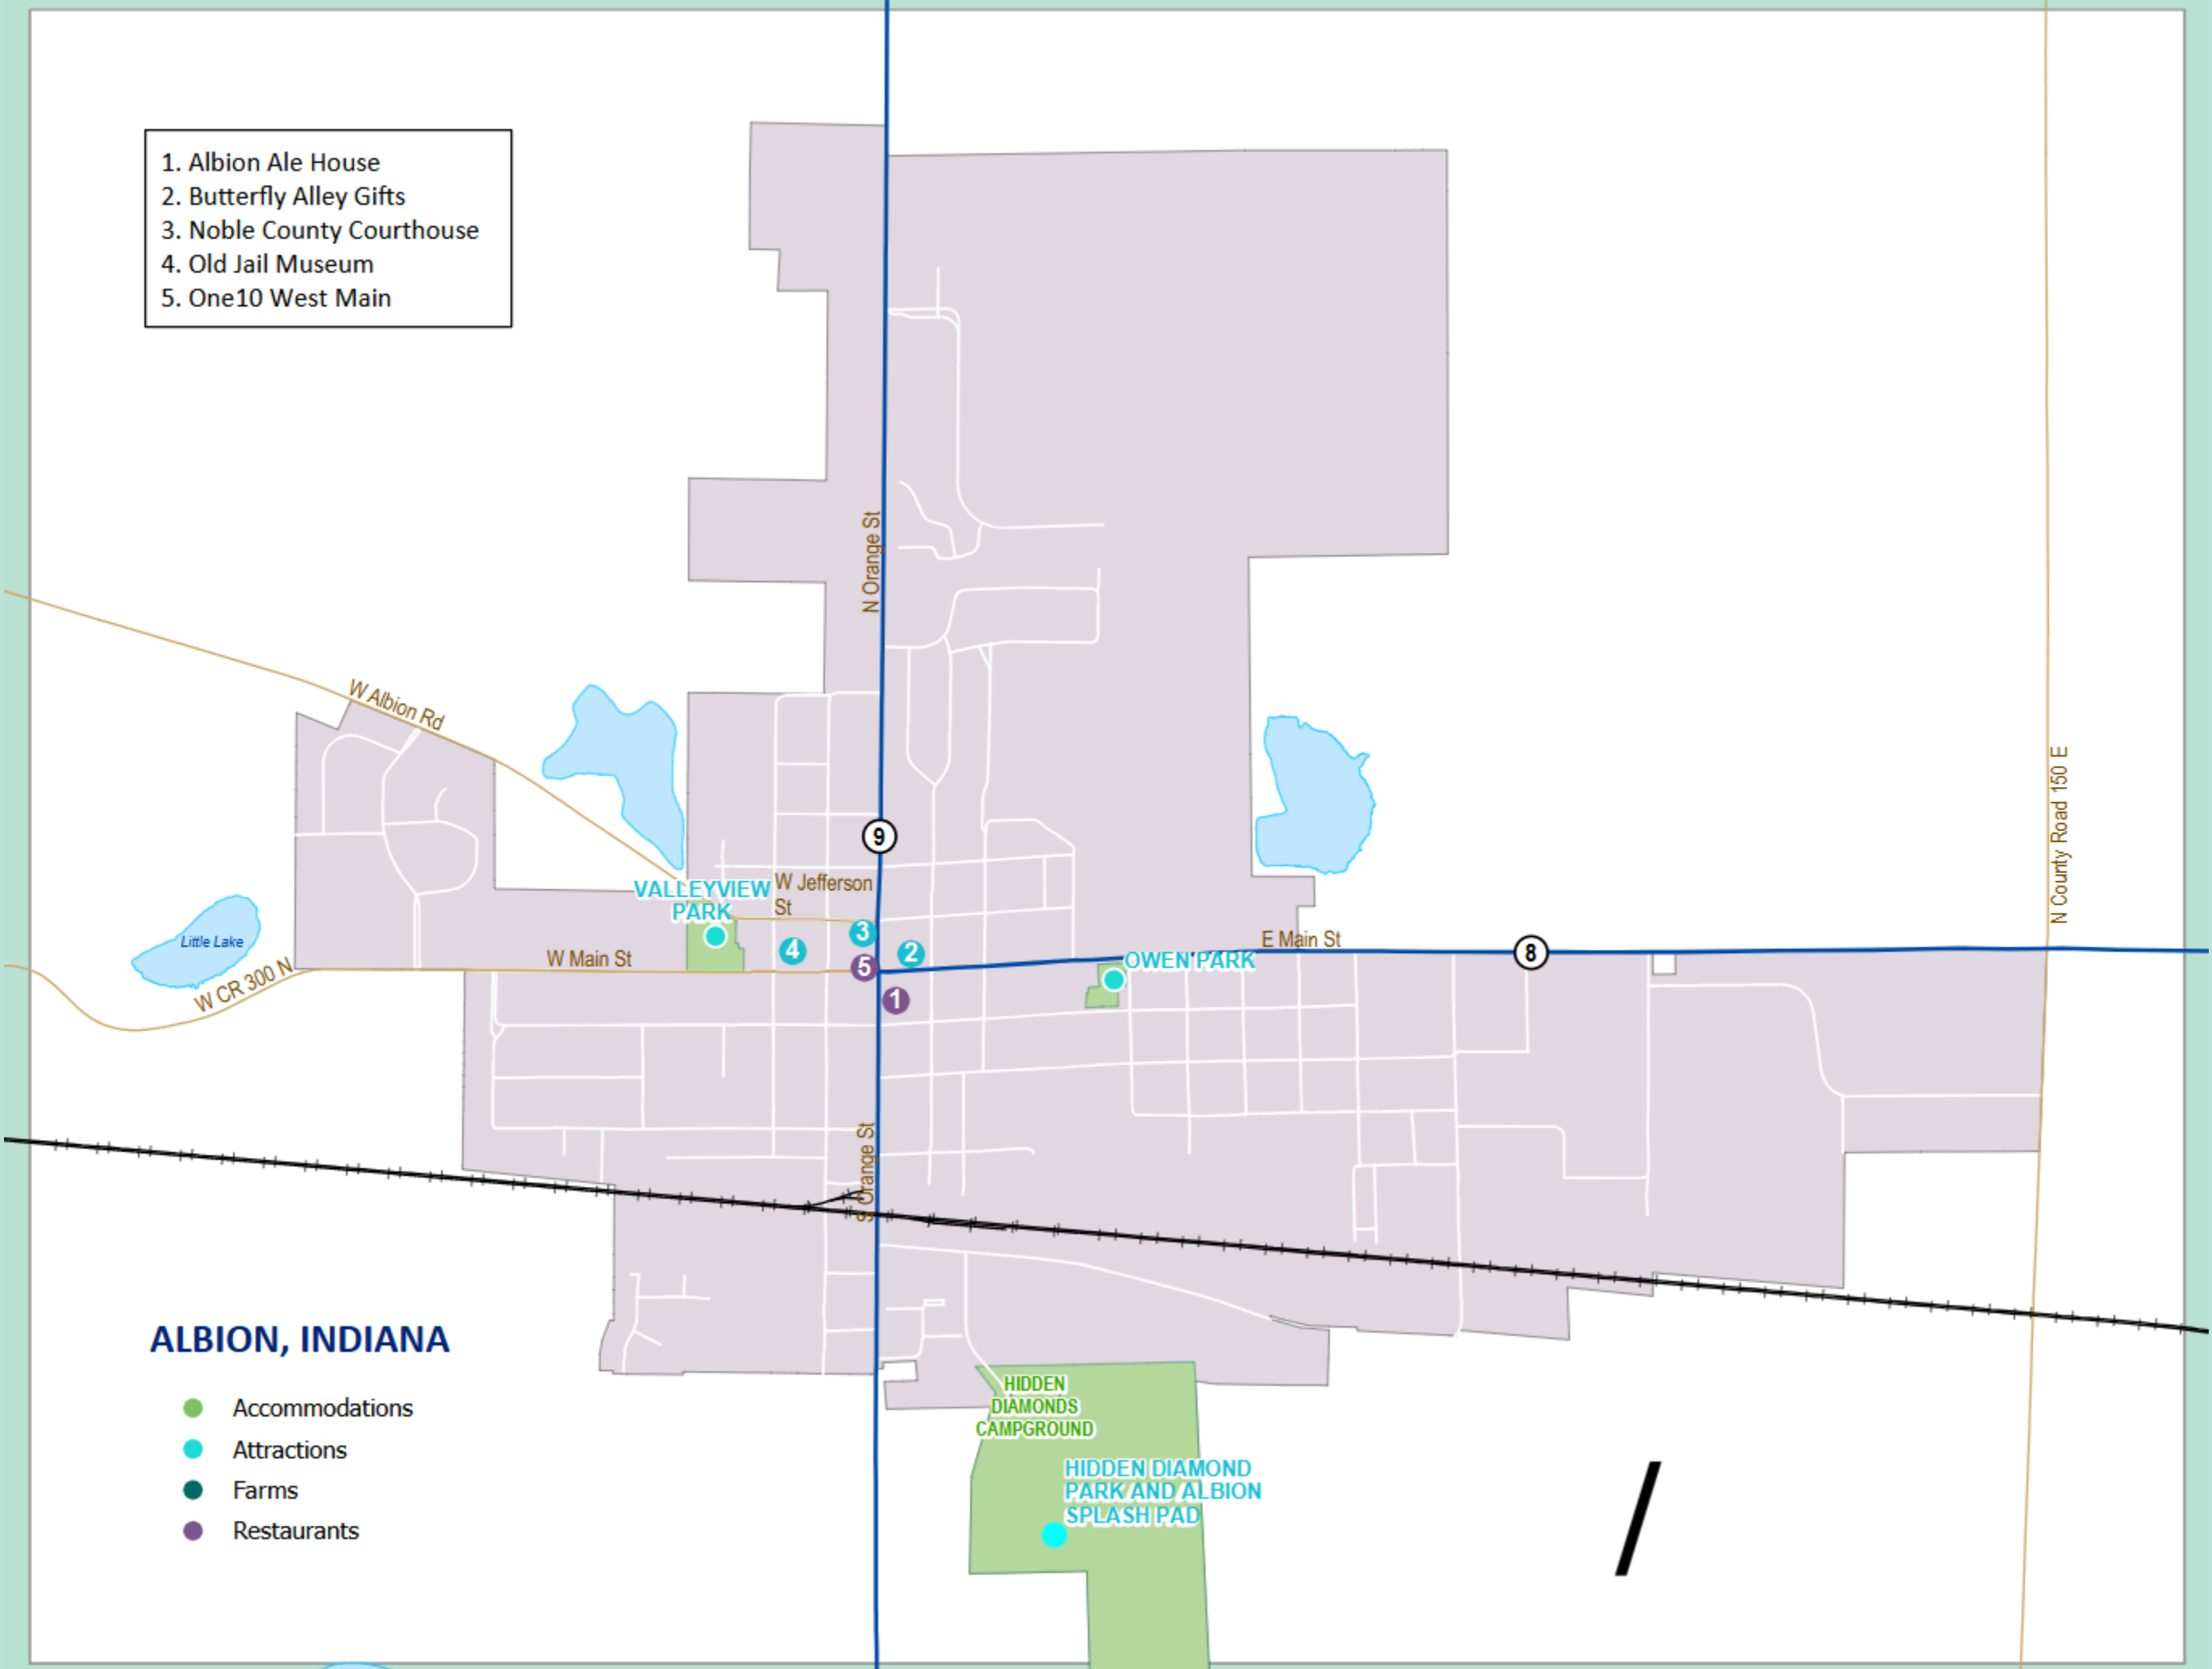 1. Albion Ale House
2. Butterfly Alley Gifts
3. Noble County Courthouse
4. Old Jail Museum
5. One10 West Main
N Orange St
W Albion Rd
N County Road 150 E
9
VALLEYVIEW
PARK
W Jefferson
St
Little Lake
W CR 300 N
W Main St
4
3
5
2
1
E Main St
8
OWEN PARK
S Orange St
ALBION, INDIANA
Accommodations
Attractions
Farms
Restaurants
HIDDEN
DIAMONDS
CAMPGROUND
HIDDEN DIAMOND
PARK AND ALBION
SPLASH PAD
/